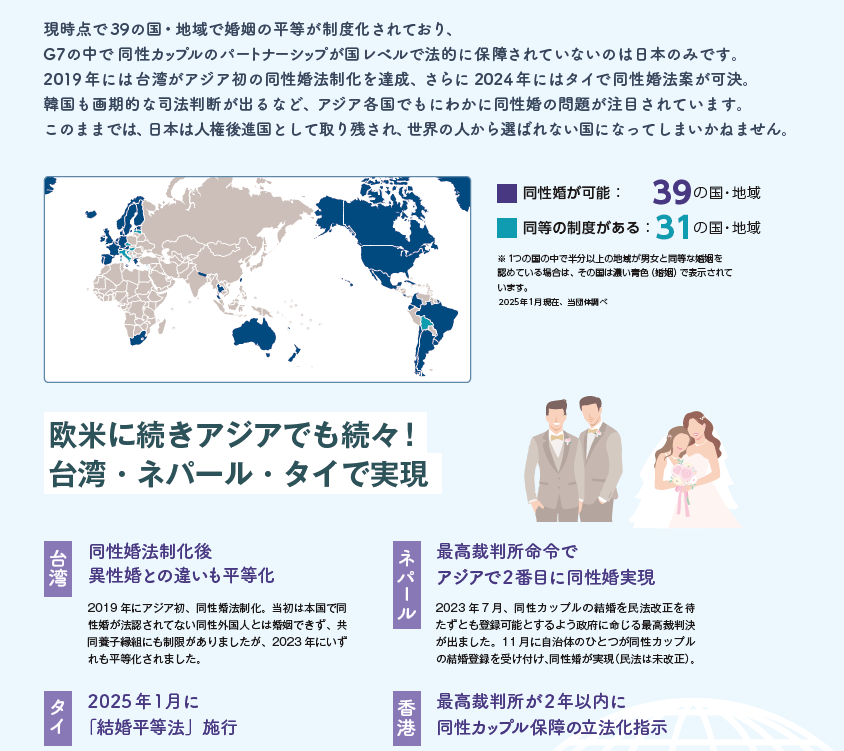 現時点で39の国・地域で婚姻の平等が制度化されており、
G7の中で同性カップルのパートナーシップが国レベルで法的に保障されていないのは日本のみです。
2019年には台湾がアジア初の同性婚法制化を達成、さらに2024年にはタイで同性婚法案が可決。
韓国も画期的な司法判断が出るなど、アジア各国でもにわかに同性婚の問題が注目されています。
このままでは、日本は人権後進国として取り残され、世界の人から選ばれない国になってしまいかねません。
同性婚が可能： 39の国・地域
同等の制度がある：31の国・地域
※1つの国の中で半分以上の地域が男女と同等な婚姻を
認めている場合は、その国は濃い青色（婚姻）で表示されて
います。
2025年1月現在、当団体調べ
欧米に続きアジアでも続々！
台湾・ネパール・タイで実現
台湾
同性婚法制化後
異性婚との違いも平等化
2019年にアジア初、同性婚法制化。当初は本国で同
性婚が法認されてない同性外国人とは婚姻できず、共
同養子縁組にも制限がありましたが、2023年にいず
れも平等化されました。
ネパール
最高裁判所命令で
アジアで2番目に同性婚実現
2023年7月、同性カップルの結婚を民法改正を待
たずとも登録可能とするよう政府に命じる最高裁判決
が出ました。11月に自治体のひとつが同性カップル
の結婚登録を受け付け、同性婚が実現（民法は未改正）。
タイ
2025年1月に
「結婚平等法」施行
香港
最高裁判所が2年以内に
同性カップル保障の立法化指示